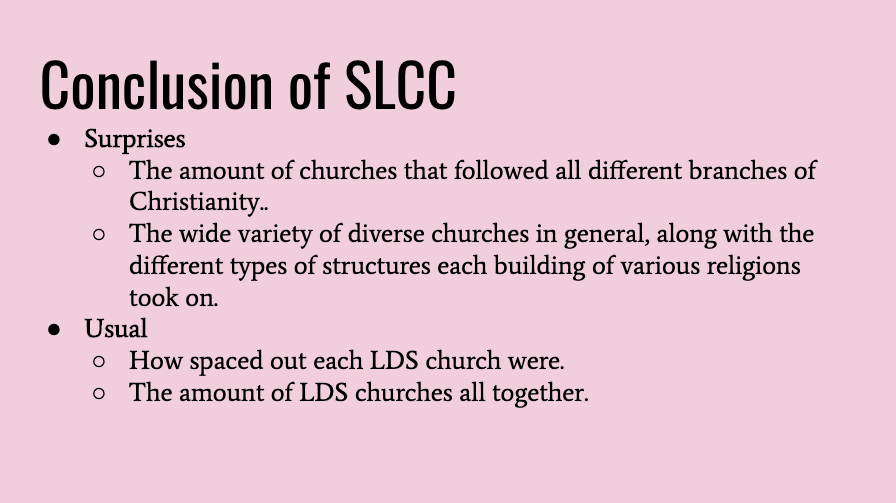 Conclusion of SLCC
● Surprises
○ The amount of churches that followed all different branches of
Christianity..
○ The wide variety of diverse churches in general, along with the
different types of structures each building of various religions
took on.
● Usual
○ How spaced out each LDS church were.
○ The amount of LDS churches all together.